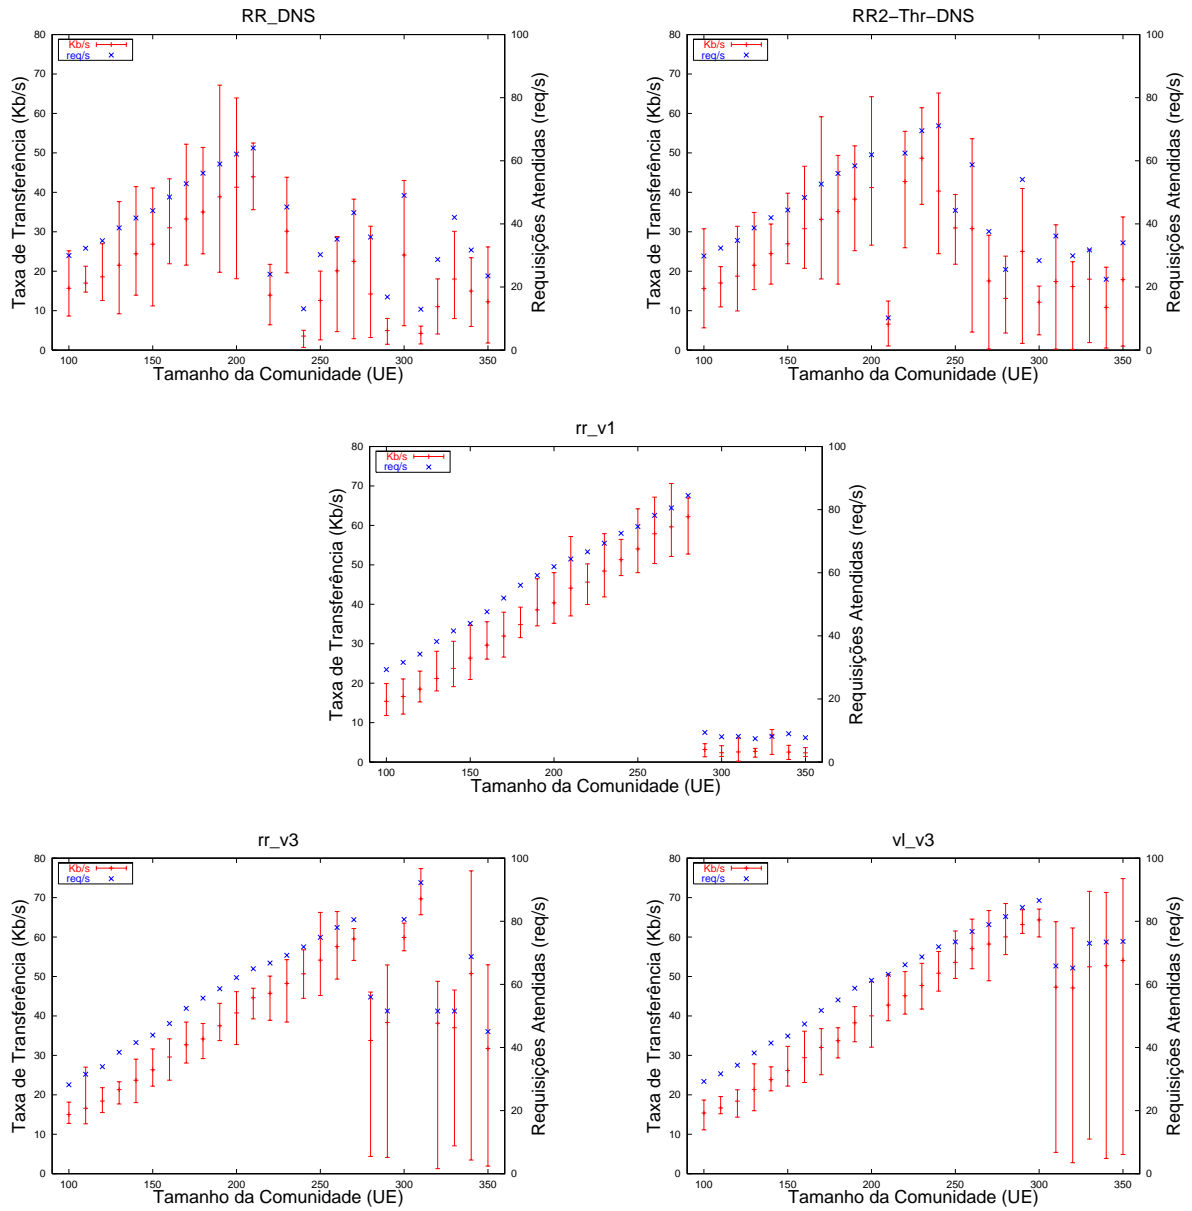 RR_DNS
Kb/s
req/s
80
70
60
50
40
30
20
10
0
100
80
60
40
20
0
100 150 200 250 300 350
Taxa de Transferência (Kb/s)
Requisições Atendidas (req/s)
Tamanho da Comunidade (UE)
RR2-Thr-DNS
Kb/s
req/s
80
70
60
50
40
30
20
10
0
100
80
60
40
20
0
100 150 200 250 300 350
Taxa de Transferência (Kb/s)
Requisições Atendidas (req/s)
Tamanho da Comunidade (UE)
rr_v1
Kb/s
req/s
80
70
60
50
40
30
20
10
0
100
80
60
40
20
0
100 150 200 250 300 350
Taxa de Transferência (Kb/s)
Requisições Atendidas (req/s)
Tamanho da Comunidade (UE)
rr_v3
Kb/s
req/s
80
70
60
50
40
30
20
10
0
100
80
60
40
20
0
100 150 200 250 300 350
Taxa de Transferência (Kb/s)
Requisições Atendidas (req/s)
Tamanho da Comunidade (UE)
vl_v3
Kb/s
req/s
80
70
60
50
40
30
20
10
0
100
80
60
40
20
0
100 150 200 250 300 350
Taxa de Transferência (Kb/s)
Requisições Atendidas (req/s)
Tamanho da Comunidade (UE)